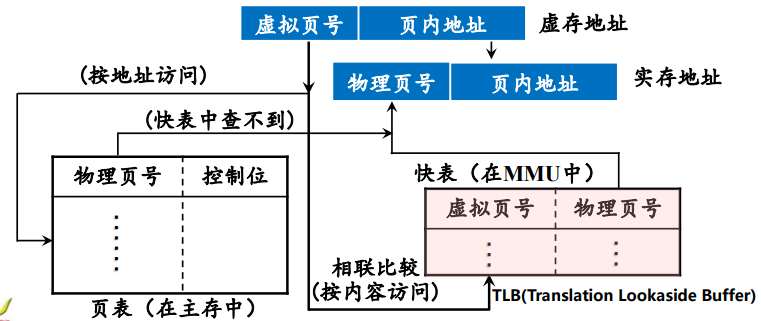 虚拟页号 页内地址 虚存地址
(按地址访问)
物理页号 页内地址 实存地址
(快表中查不到)
物理页号 控制位
快表（在MMU中）
虚拟页号 物理页号
相联比较
(按内容访问)
TLB(Translation Lookaside Buffer)
页表（在主存中）